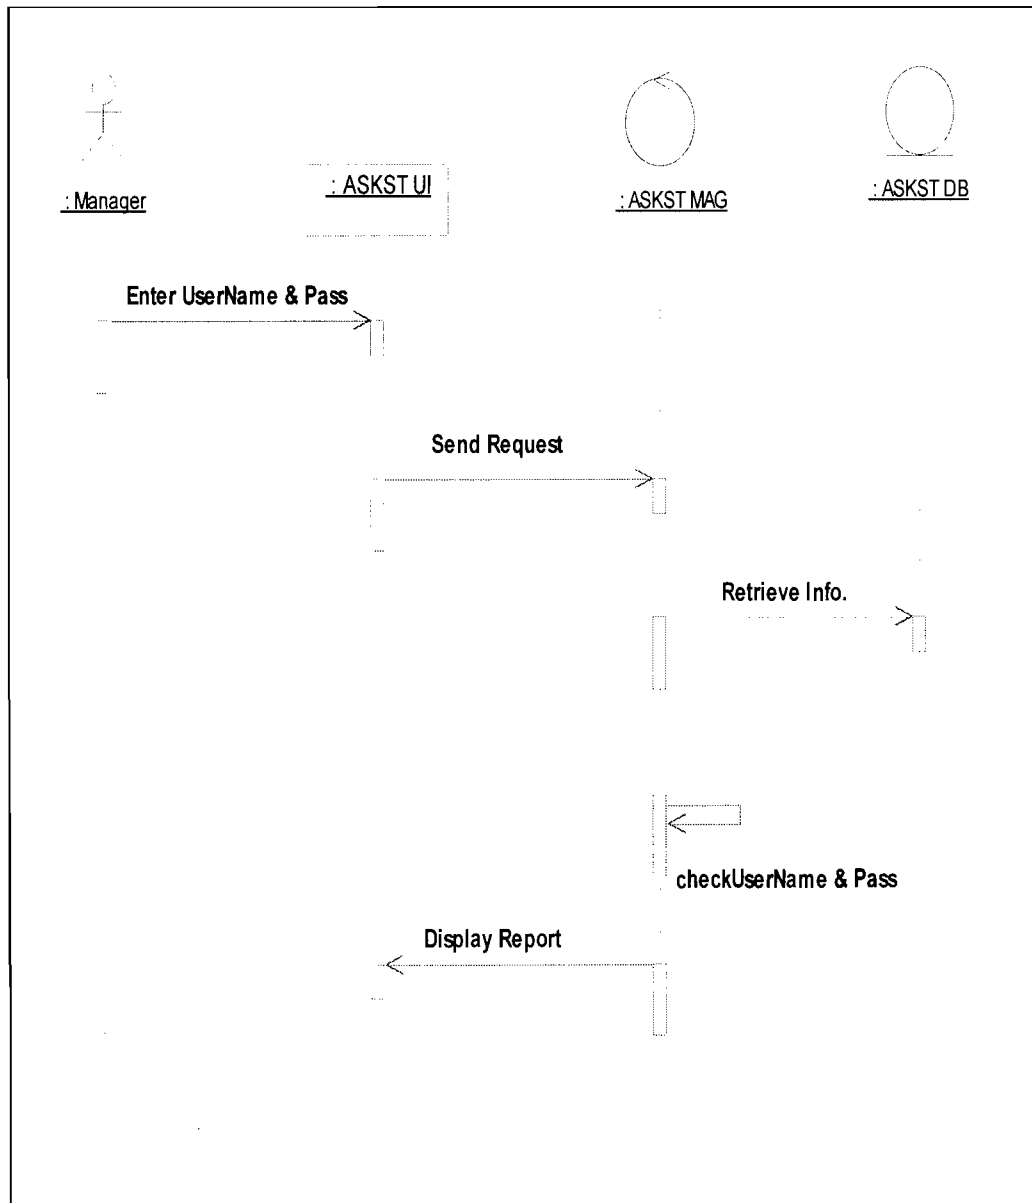 : Manager
: ASKST UI
: ASKST MAG
: ASKST DB
Enter UserName & Pass
Send Request
Retrieve Info.
checkUserName & Pass
Display Report